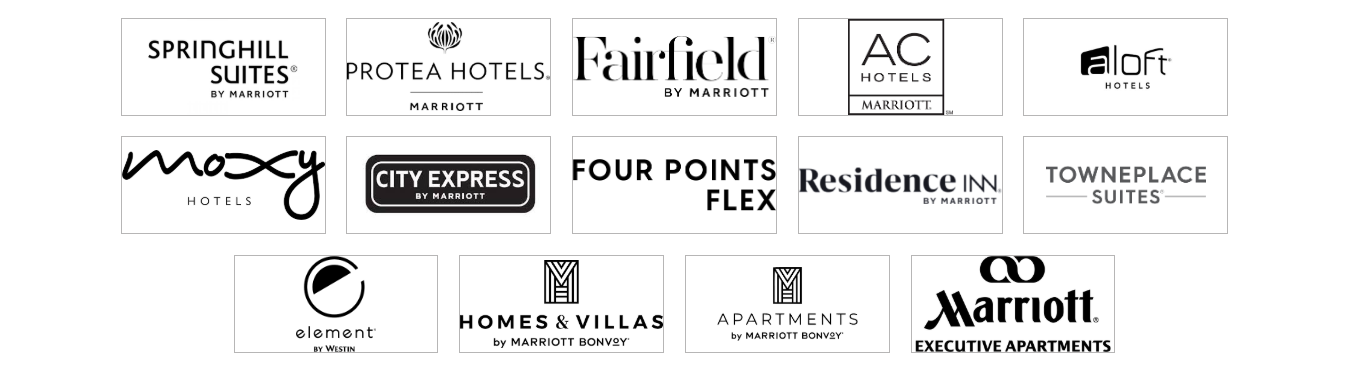 SPRINGHILL
SUITES®
BY MARRIOTT
PROTEA HOTELS®
MARRIOTT
Fairfield®
BY MARRIOTT
AC
HOTELS
MARRIOTT.
SM
aloft®
HOTELS
moxy
HOTELS
CITY EXPRESS
BY MARRIOTT
FOUR POINTS
FLEX
Residence INN.
BY MARRIOTT
TOWNEPLACE
SUITES®
element®
BY WESTIN
HOMES & VILLAS
by MARRIOTT BONVOY®
APARTMENTS
by MARRIOTT BONVOY®
Marriott®
EXECUTIVE APARTMENTS